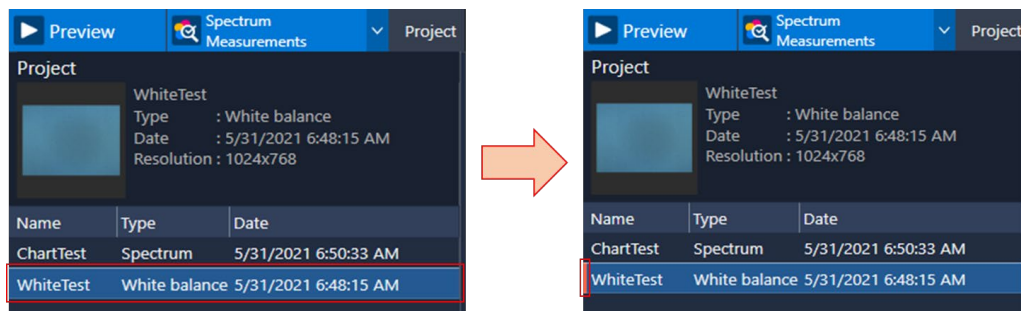 Preview
Spectrum
Measurements
Project
Project
WhiteTest
Type : White balance
Date : 5/31/2021 6:48:15 AM
Resolution : 1024x768
Name Type Date
ChartTest Spectrum 5/31/2021 6:50:33 AM
WhiteTest White balance 5/31/2021 6:48:15 AM
Preview
Spectrum
Measurements
Project
Project
WhiteTest
Type : White balance
Date : 5/31/2021 6:48:15 AM
Resolution : 1024x768
Name Type Date
ChartTest Spectrum 5/31/2021 6:50:33 AM
WhiteTest White balance 5/31/2021 6:48:15 AM